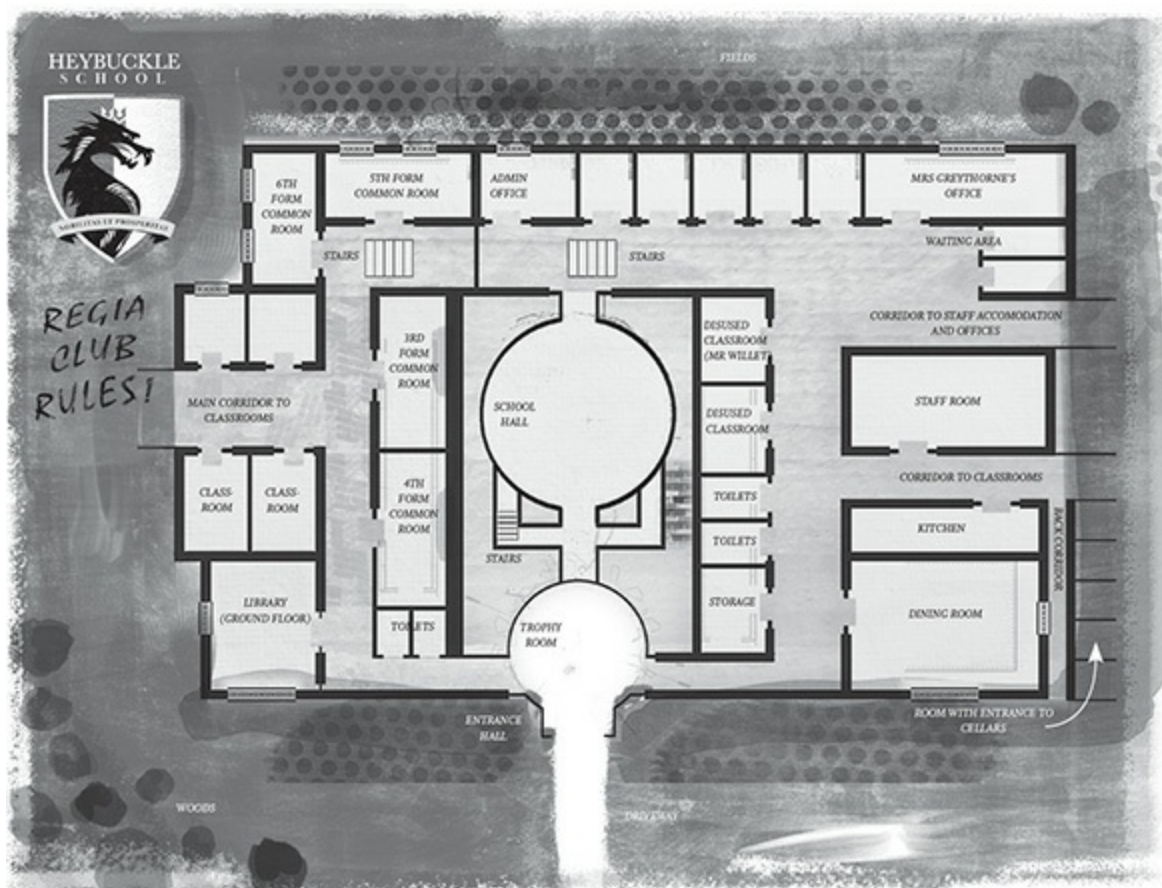 HEYBUCKLE
SCHOOL
NOBILITAS ET PROSPERITAS
FIELDS
6TH
FORM
COMMON
ROOM
5TH FORM
COMMON ROOM
ADMIN
OFFICE
MRS GREYTHORNE'S
OFFICE
STAIRS
STAIRS
WAITING AREA
REGIA
CLUB
RULES!
3RD
FORM
COMMON
ROOM
DISUSED
CLASSROOM
(MR WILLET)
CORRIDOR TO STAFF ACCOMODATION
AND OFFICES
MAIN CORRIDOR TO
CLASSROOMS
SCHOOL
HALL
DISUSED
CLASSROOM
STAFF ROOM
CLASS-
ROOM
CLASS-
ROOM
4TH
FORM
COMMON
ROOM
TOILETS
CORRIDOR TO CLASSROOMS
STAIRS
TOILETS
KITCHEN
BACK CORRIDOR
LIBRARY
(GROUND FLOOR)
TOILETS
TROPHY
ROOM
STORAGE
DINING ROOM
ENTRANCE
HALL
ROOM WITH ENTRANCE TO
CELLARS
WOODS
DRIVEWAY